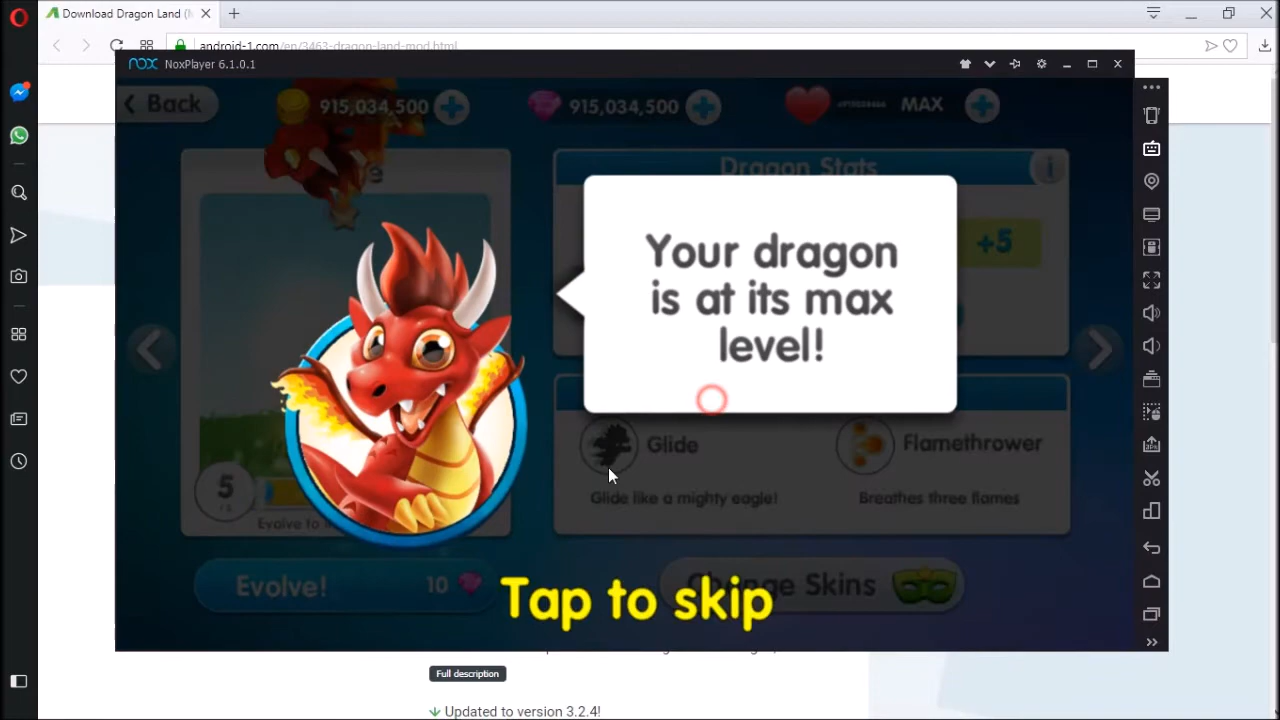 Download Dragon Land (M
android-1.com/en/3463-dragon-land-mod.html
nox NoxPlayer 6.1.0.1
Back
915,034,500
915,034,500
MAX
Dragon Stats
i
+5
Your dragon
is at its max
level!
5
Evolve to
Glide
Flamethrower
Glide like a mighty eagle!
Breathes three flames
Evolve! 10
Change Skins
Tap to skip
Full description
Updated to version 3.2.4!